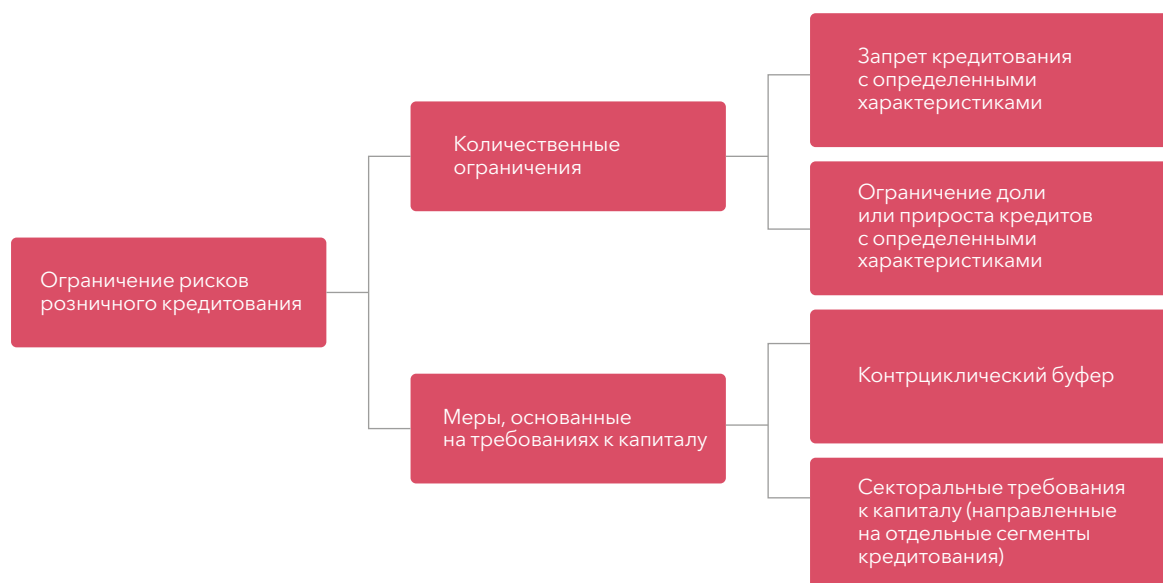 Ограничение рисков
розничного кредитования
Количественные
ограничения
Запрет кредитования
с определенными
характеристиками
Ограничение доли
или прироста кредитов
с определенными
характеристиками
Меры, основанные
на требованиях к капиталу
Контрциклический буфер
Секторальные требования
к капиталу (направленные
на отдельные сегменты
кредитования)